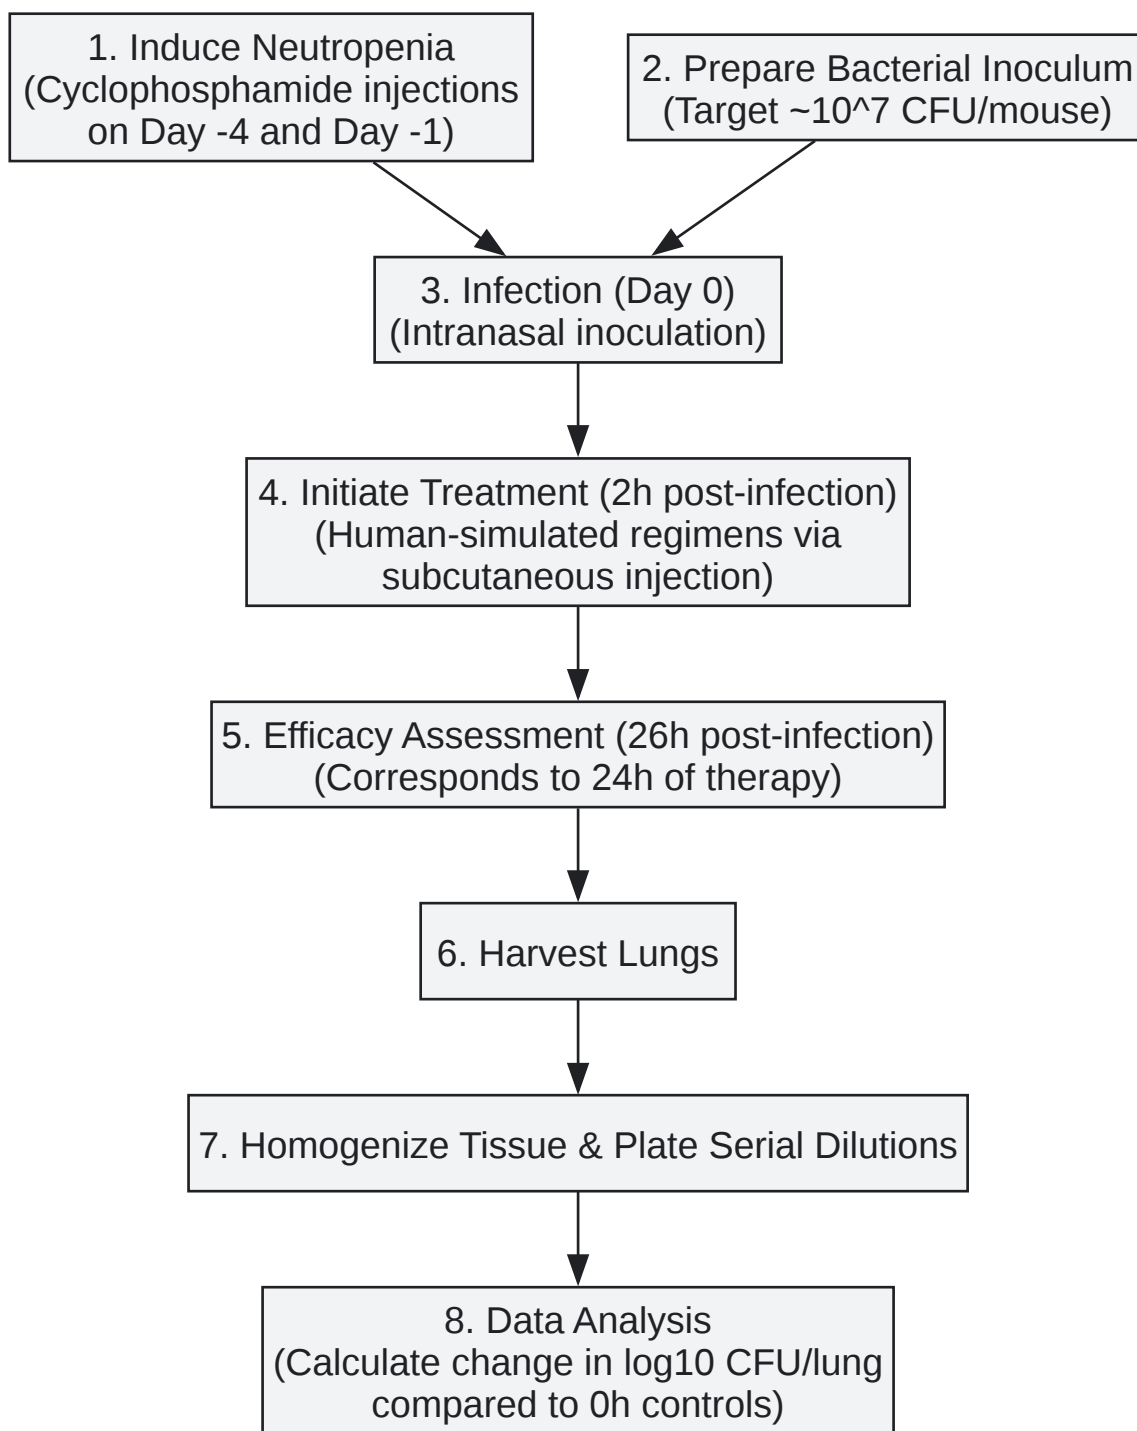 1. Induce Neutropenia
(Cyclophosphamide injections
on Day -4 and Day -1)
2. Prepare Bacterial Inoculum
(Target ~10^7 CFU/mouse)
3. Infection (Day 0)
(Intranasal inoculation)
4. Initiate Treatment (2h post-infection)
(Human-simulated regimens via
subcutaneous injection)
5. Efficacy Assessment (26h post-infection)
(Corresponds to 24h of therapy)
6. Harvest Lungs
7. Homogenize Tissue & Plate Serial Dilutions
8. Data Analysis
(Calculate change in log10 CFU/lung
compared to 0h controls)